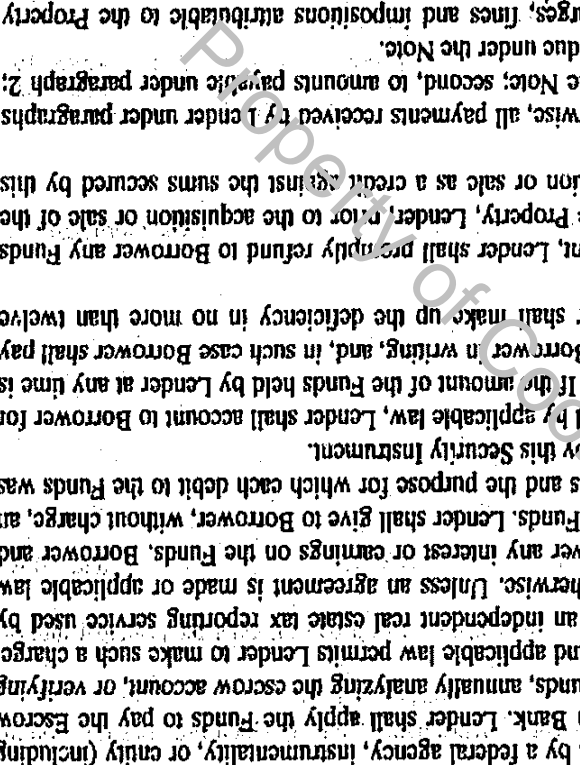 by a federal agency, instrumentality, or entity (including
Bank. Lender shall apply the Funds to pay the Escrow
unds, annually analyzing the escrow account, or verifying
nd applicable law permits Lender to make such a charge.
an independent real estate tax reporting service used by
herwise. Unless an agreement is made or applicable law
ver any interest or earnings on the Funds. Borrower and
Funds. Lender shall give to Borrower, without charge, an
s and the purpose for which each debit to the Funds was
by this Security Instrument.
d by applicable law, Lender shall account to Borrower for
If the amount of the Funds held by Lender at any time is
Borrower in writing, and, in such case Borrower shall pay
r shall make up the deficiency in no more than twelve
nt, Lender shall promptly refund to Borrower any Funds
e Property, Lender, prior to the acquisition or sale of the
ion or sale as a credit against the sums secured by this
wise, all payments received by Lender under paragraphs
e Note; second, to amounts payable under paragraph 2;
due under the Note.
arges, fines and impositions attributable to the Property
Property of Coo